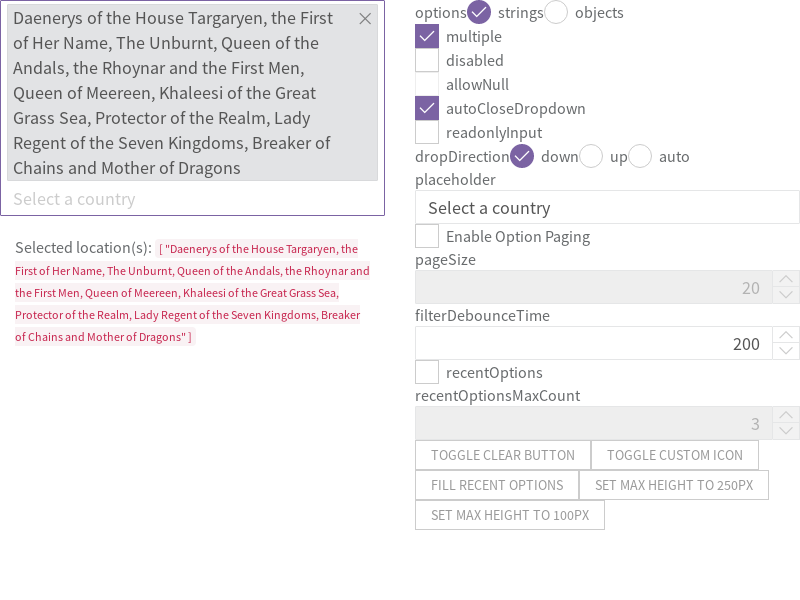 Daenerys of the House Targaryen, the First
of Her Name, The Unburnt, Queen of the
Andals, the Rhoynar and the First Men,
Queen of Meereen, Khaleesi of the Great
Grass Sea, Protector of the Realm, Lady
Regent of the Seven Kingdoms, Breaker of
Chains and Mother of Dragons
Select a country
Selected location(s): [ "Daenerys of the House Targaryen, the
First of Her Name, The Unburnt, Queen of the Andals, the Rhoynar and
the First Men, Queen of Meereen, Khaleesi of the Great Grass Sea,
Protector of the Realm, Lady Regent of the Seven Kingdoms, Breaker
of Chains and Mother of Dragons" ]
options strings objects
multiple
disabled
allowNull
autoCloseDropdown
readonlyInput
dropDirection down up auto
placeholder
Select a country
Enable Option Paging
pageSize
20
filterDebounceTime
200
recentOptions
recentOptionsMaxCount
3
TOGGLE CLEAR BUTTON TOGGLE CUSTOM ICON
FILL RECENT OPTIONS SET MAX HEIGHT TO 250PX
SET MAX HEIGHT TO 100PX